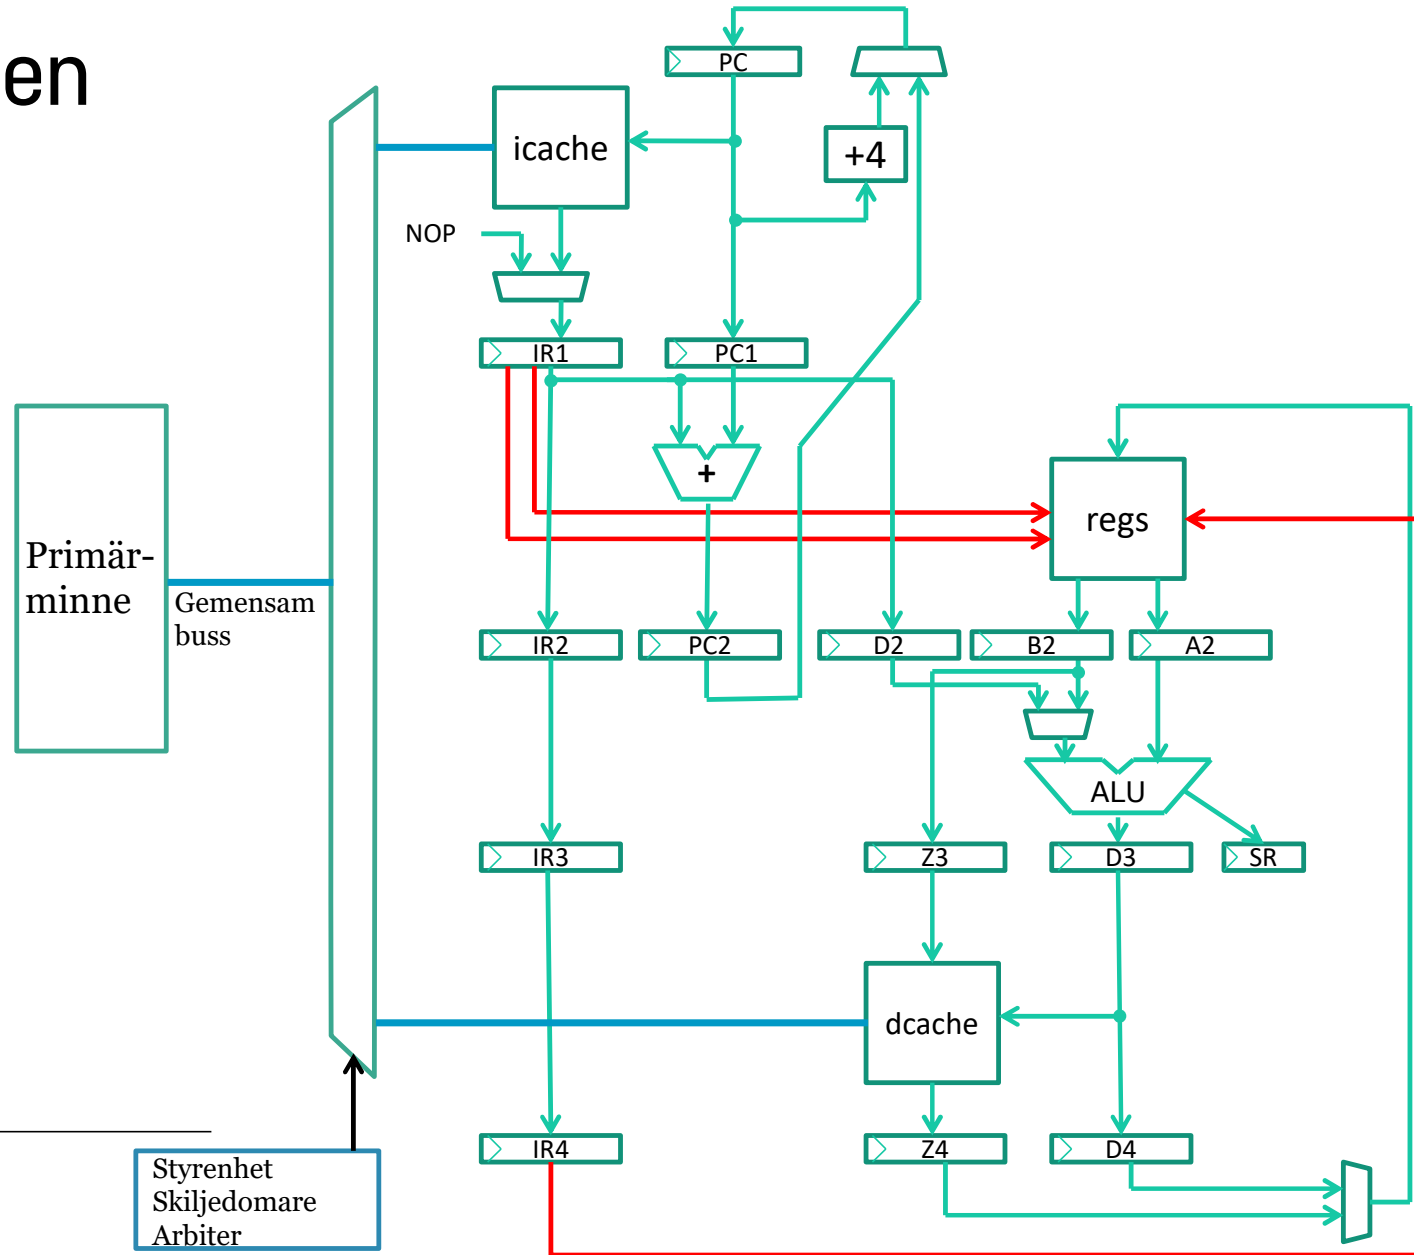 en
PC
icache
+4
NOP
IR1
PC1
+
regs
Primär-
minne
Gemensam
buss
IR2
PC2
D2
B2
A2
ALU
IR3
Z3
D3
SR
dcache
IR4
Z4
D4
Styrenhet
Skiljedomare
Arbiter